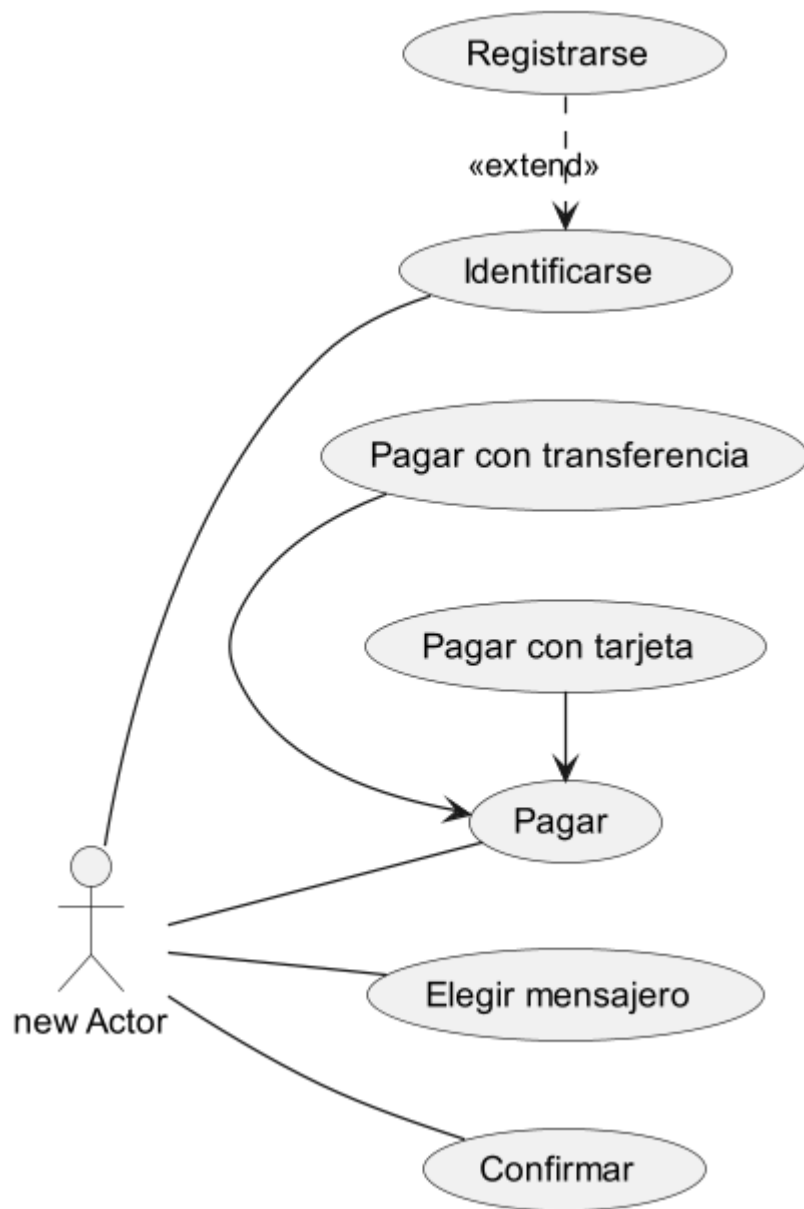 Registrarse
«extend»
Identificarse
Pagar con transferencia
Pagar con tarjeta
Pagar
new Actor
Elegir mensajero
Confirmar